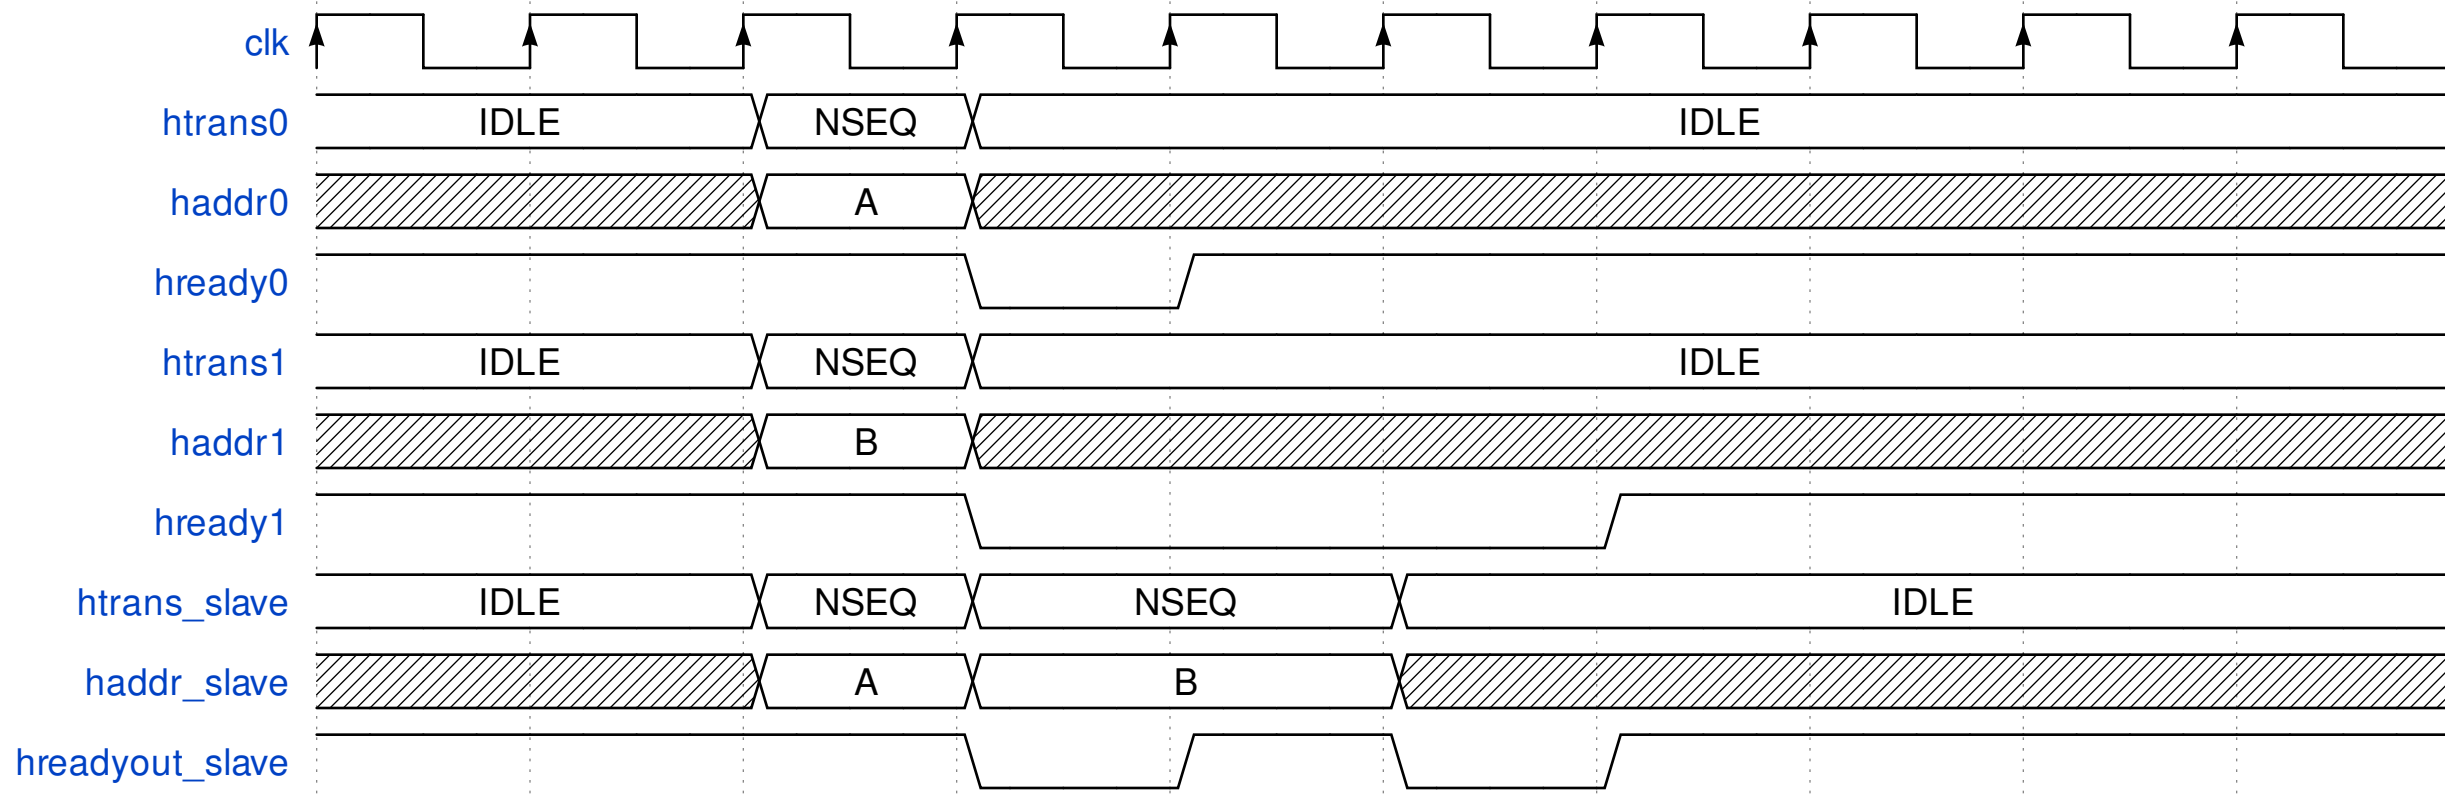 clk
htrans0 IDLE NSEQ IDLE
haddr0 A
hready0
htrans1 IDLE NSEQ IDLE
haddr1 B
hready1
htrans_slave IDLE NSEQ NSEQ IDLE
haddr_slave A B
hreadyout_slave